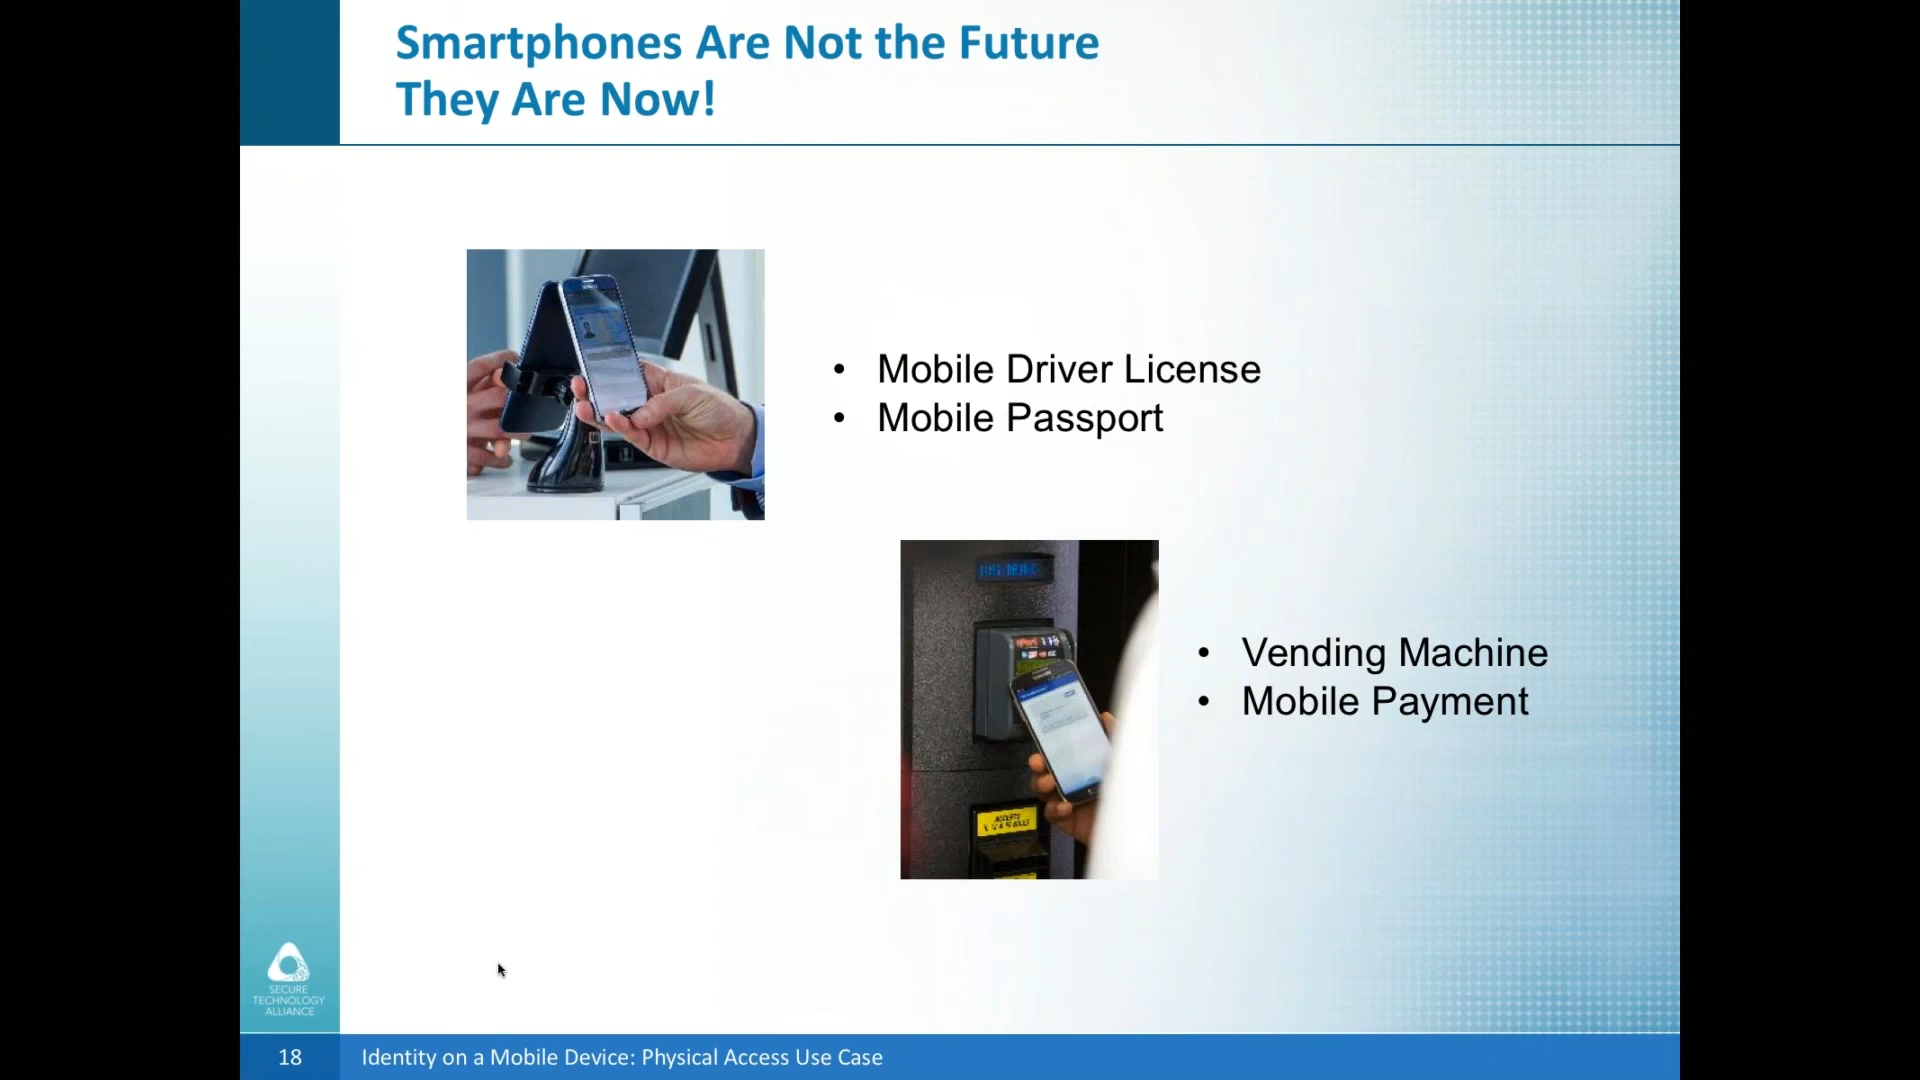 Smartphones Are Not the Future
They Are Now!
• Mobile Driver License
• Mobile Passport
• Vending Machine
• Mobile Payment
ACCEPTS
SECURE
TECHNOLOGY
ALLIANCE
18
Identity on a Mobile Device: Physical Access Use Case